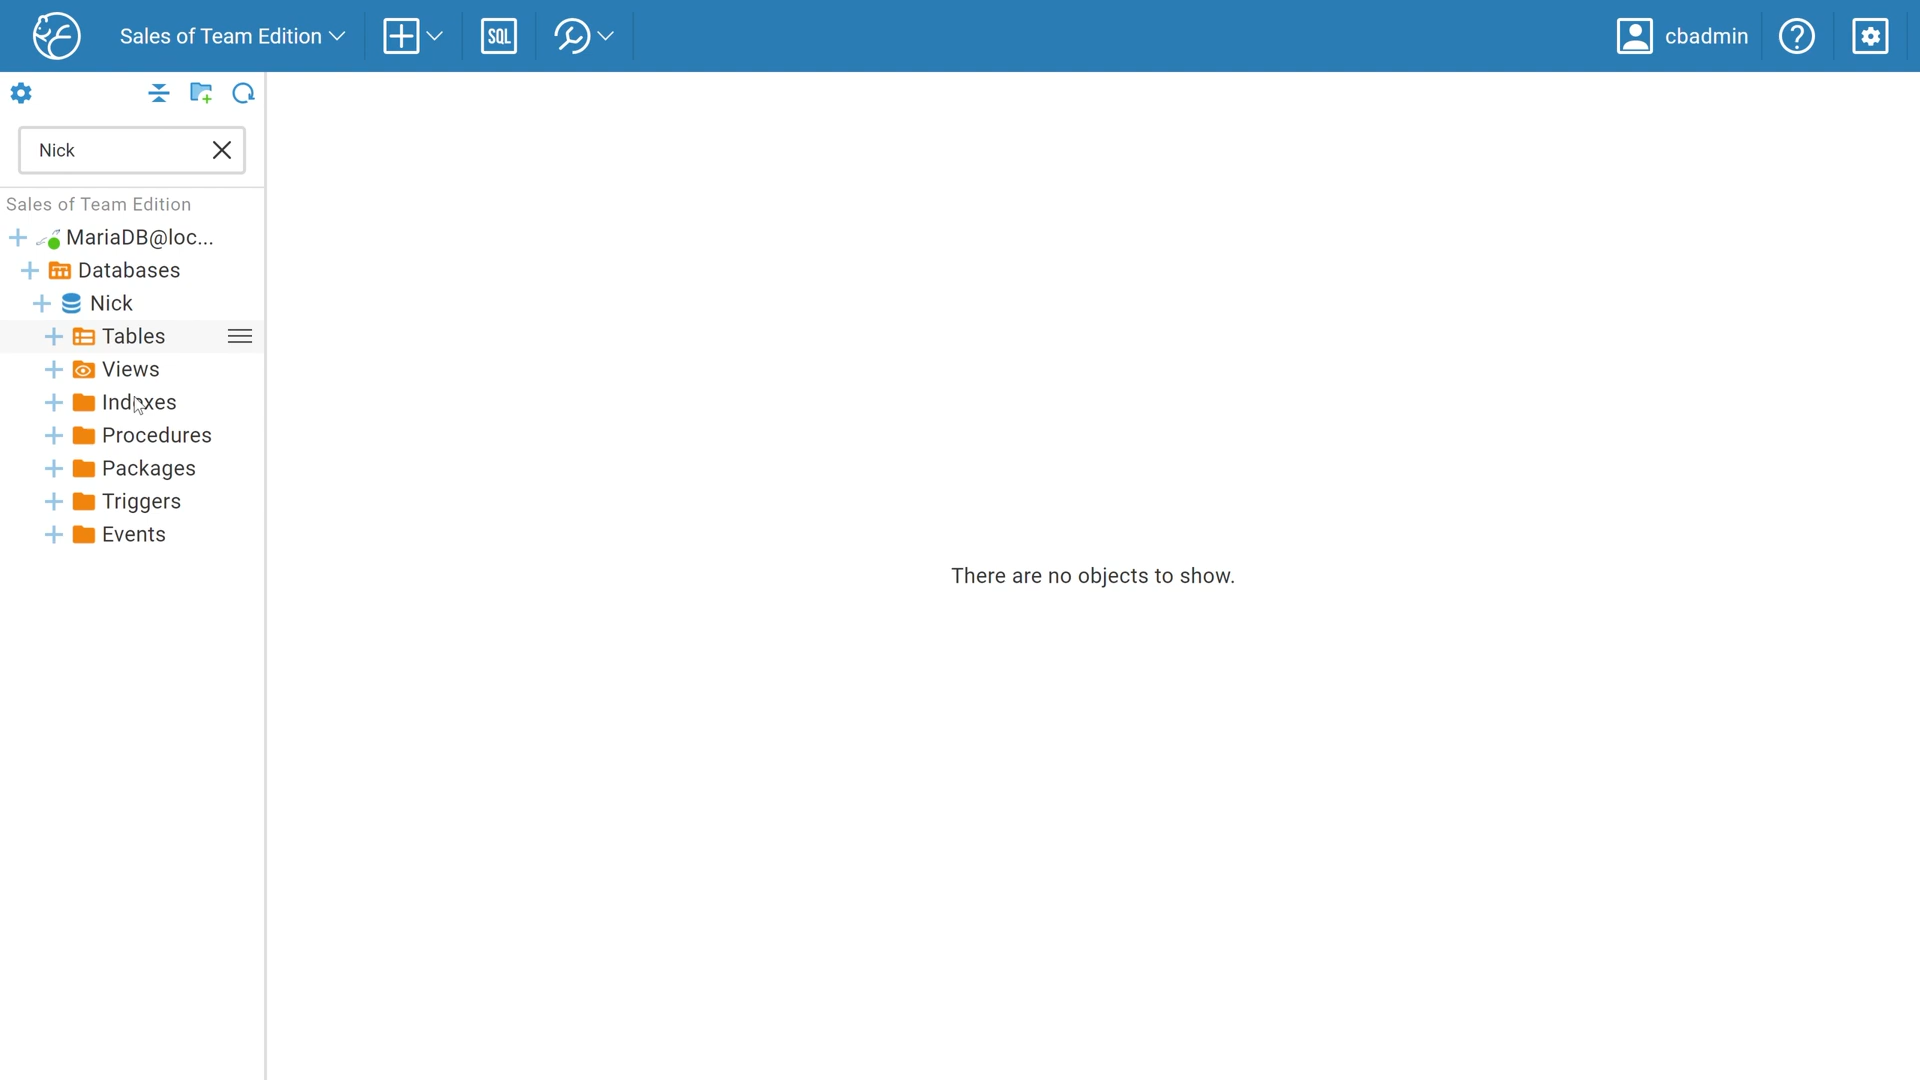 Sales of Team Edition
SQL
cbadmin
Nick
Sales of Team Edition
MariaDB@loc...
Databases
Nick
Tables
Views
Indexes
Procedures
Packages
Triggers
Events
There are no objects to show.